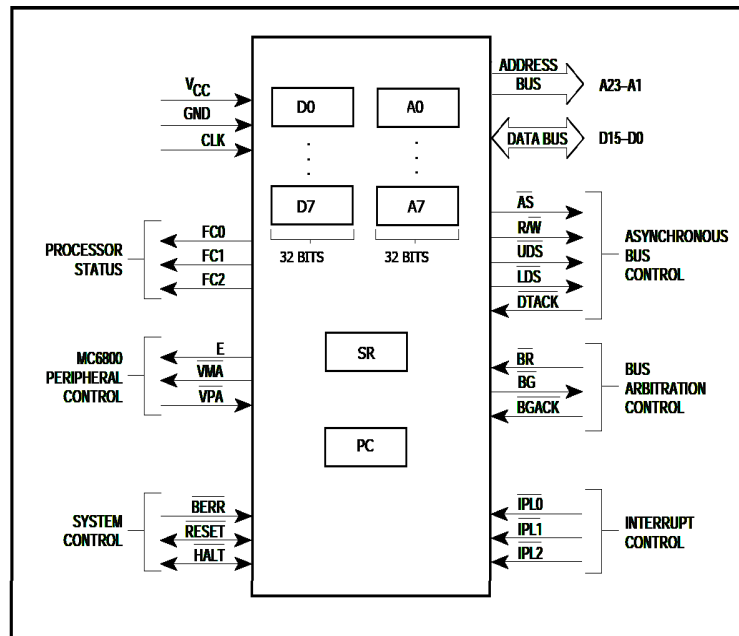 VCC
GND
CLK
D0
A0
D7
A7
32 BITS
32 BITS
SR
PC
ADDRESS
BUS
A23–A1
DATA BUS
D15–D0
PROCESSOR
STATUS
FC0
FC1
FC2
MC6800
PERIPHERAL
CONTROL
E
VMA
VPA
SYSTEM
CONTROL
BERR
RESET
HALT
AS
R/W
UDS
LDS
DTACK
ASYNCHRONOUS
BUS
CONTROL
BR
BG
BGACK
BUS
ARBITRATION
CONTROL
IPL0
IPL1
IPL2
INTERRUPT
CONTROL